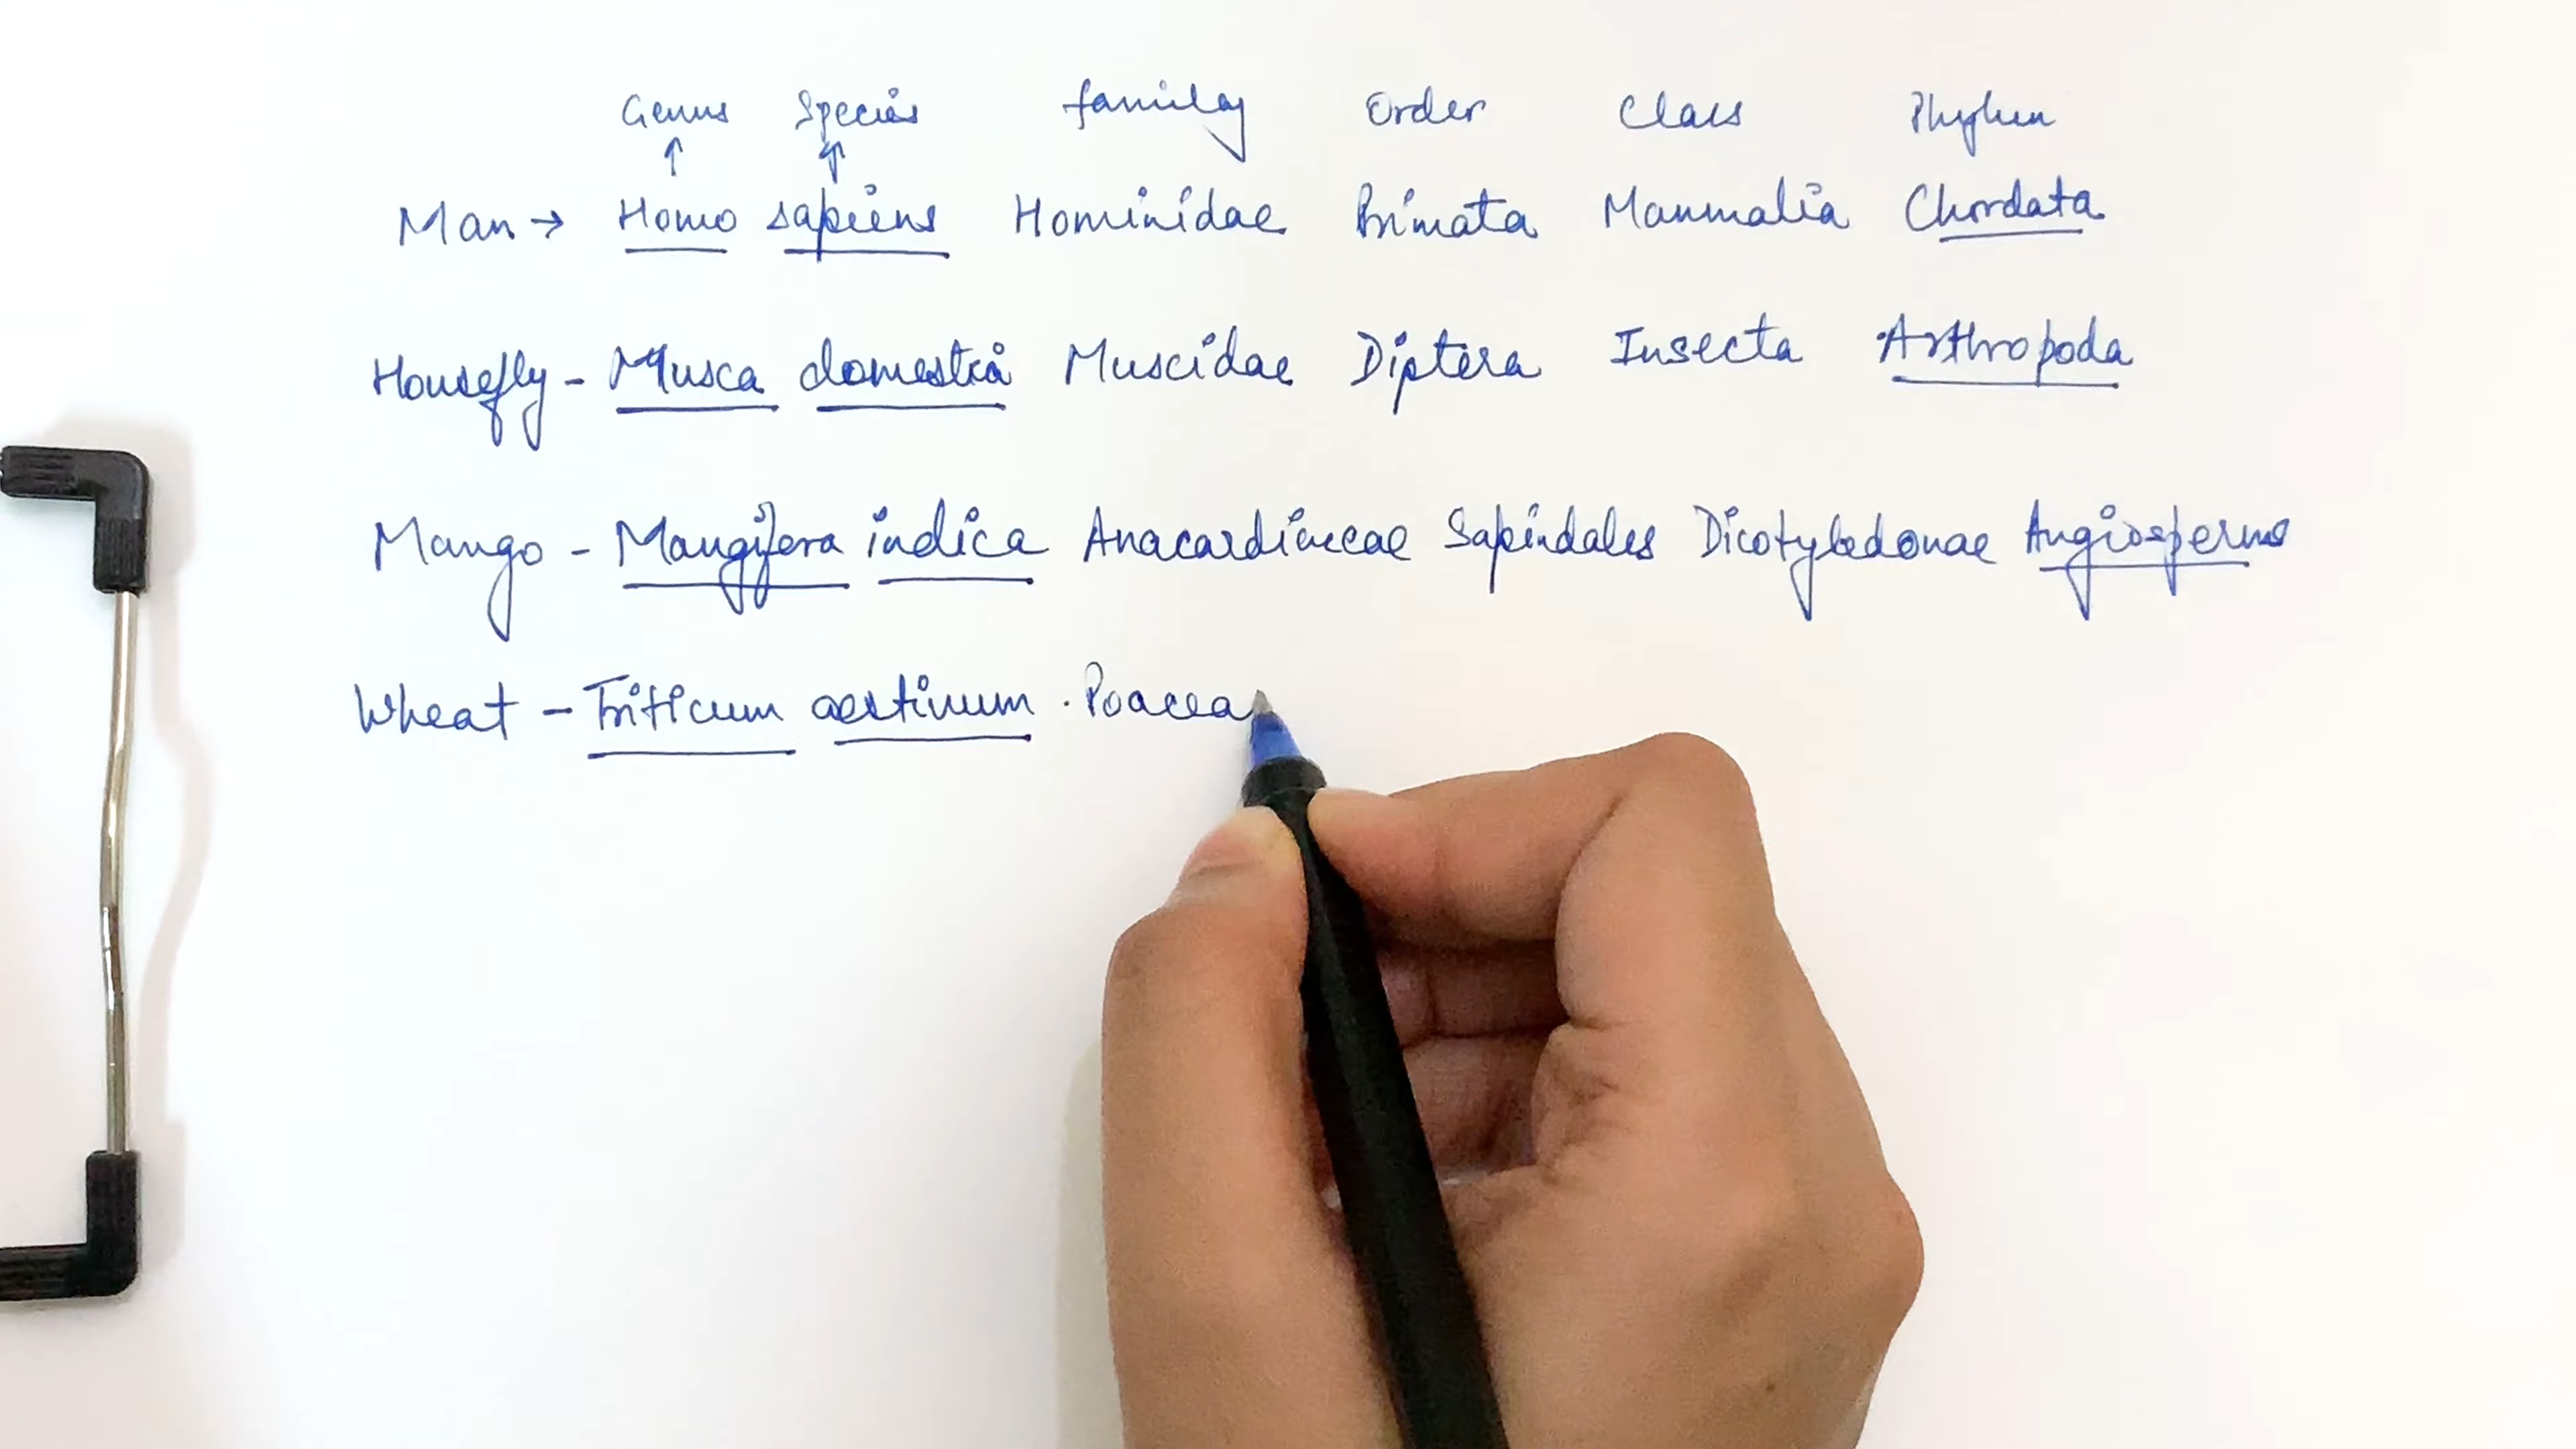 Genus Species family Order Class Phylum
↑ ↑
Man → Homo sapiens Hominidae Primata Mammalia Chordata
Housefly - Musca domestica Muscidae Diptera Insecta Arthropoda
Mango - Mangifera indica Anacardiaceae Sapindales Dicotyledonae Angiosperms
Wheat - Triticum aestivum . Poacea